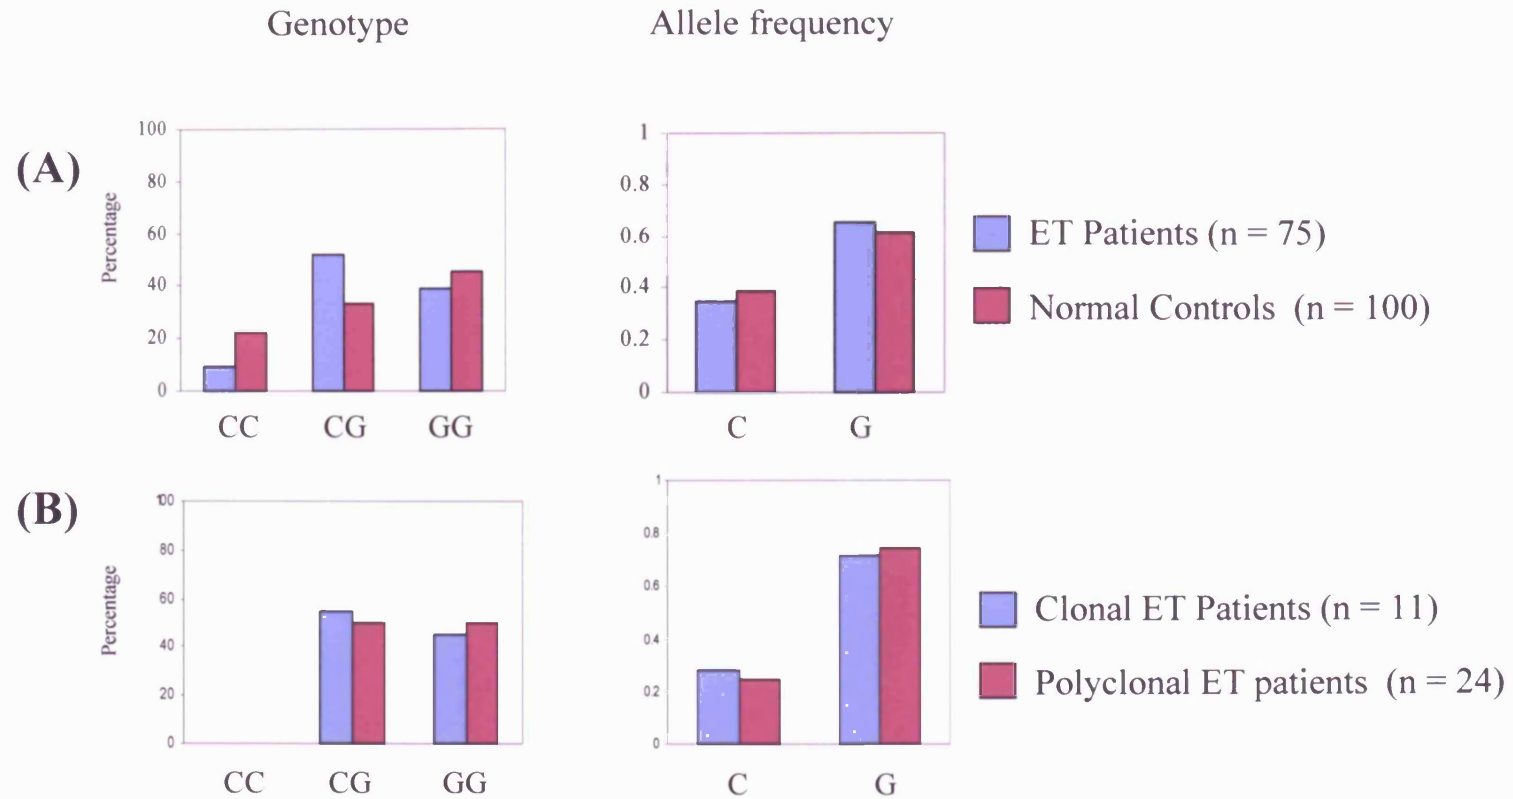 Genotype Allele frequency
(A)
Percentage
100
80
60
40
20
0
CC CG GG
1
0.8
0.6
0.4
0.2
0
C G
ET Patients (n = 75)
Normal Controls (n = 100)
(B)
Percentage
100
80
60
40
20
0
CC CG GG
1
0.8
0.6
0.4
0.2
0
C G
Clonal ET Patients (n = 11)
Polyclonal ET patients (n = 24)